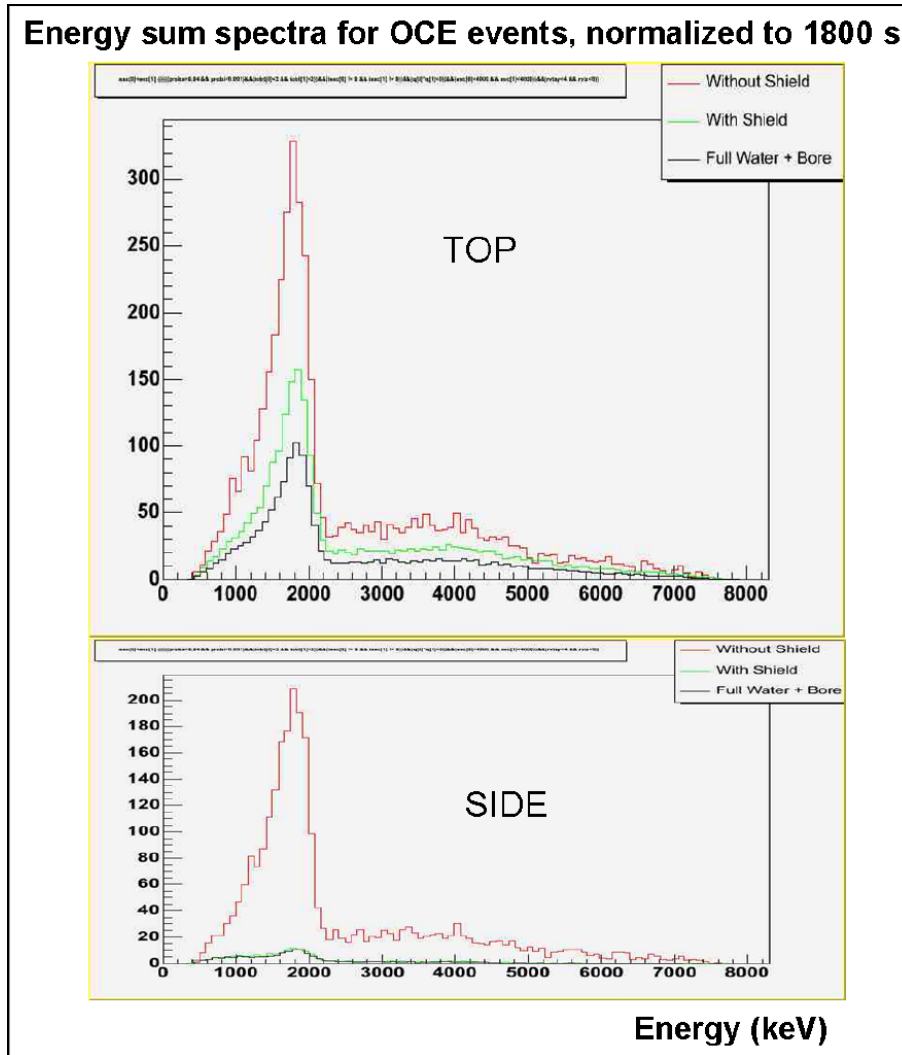 Energy sum spectra for OCE events, normalized to 1800 s
Without Shield
With Shield
Full Water + Bore
TOP
300
250
200
150
100
50
0
0 1000 2000 3000 4000 5000 6000 7000 8000
Without Shield
With Shield
Full Water + Bore
SIDE
200
180
160
140
120
100
80
60
40
20
0
0 1000 2000 3000 4000 5000 6000 7000 8000
Energy (keV)